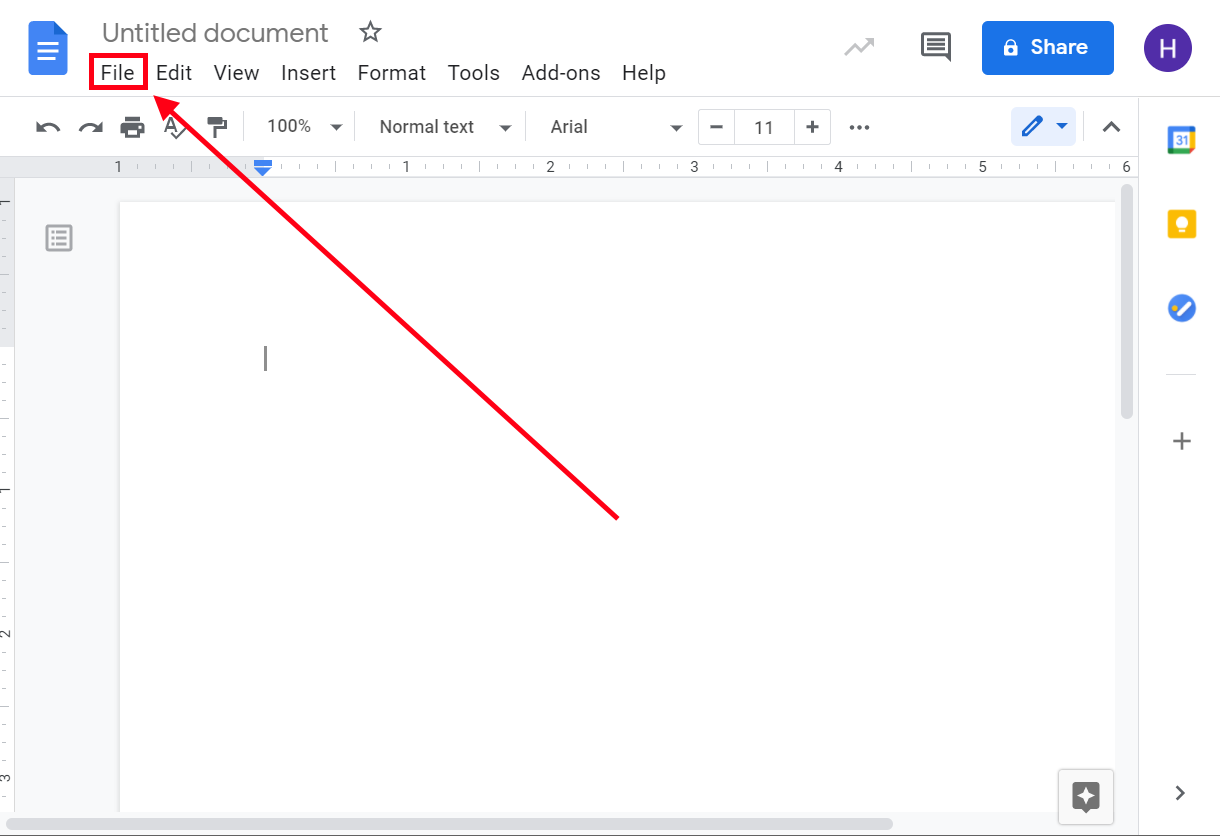 Untitled document
File Edit View Insert Format Tools Add-ons Help
Share
H
100% Normal text Arial 11
31
1 1 2 3 4 5 6
1
2
3